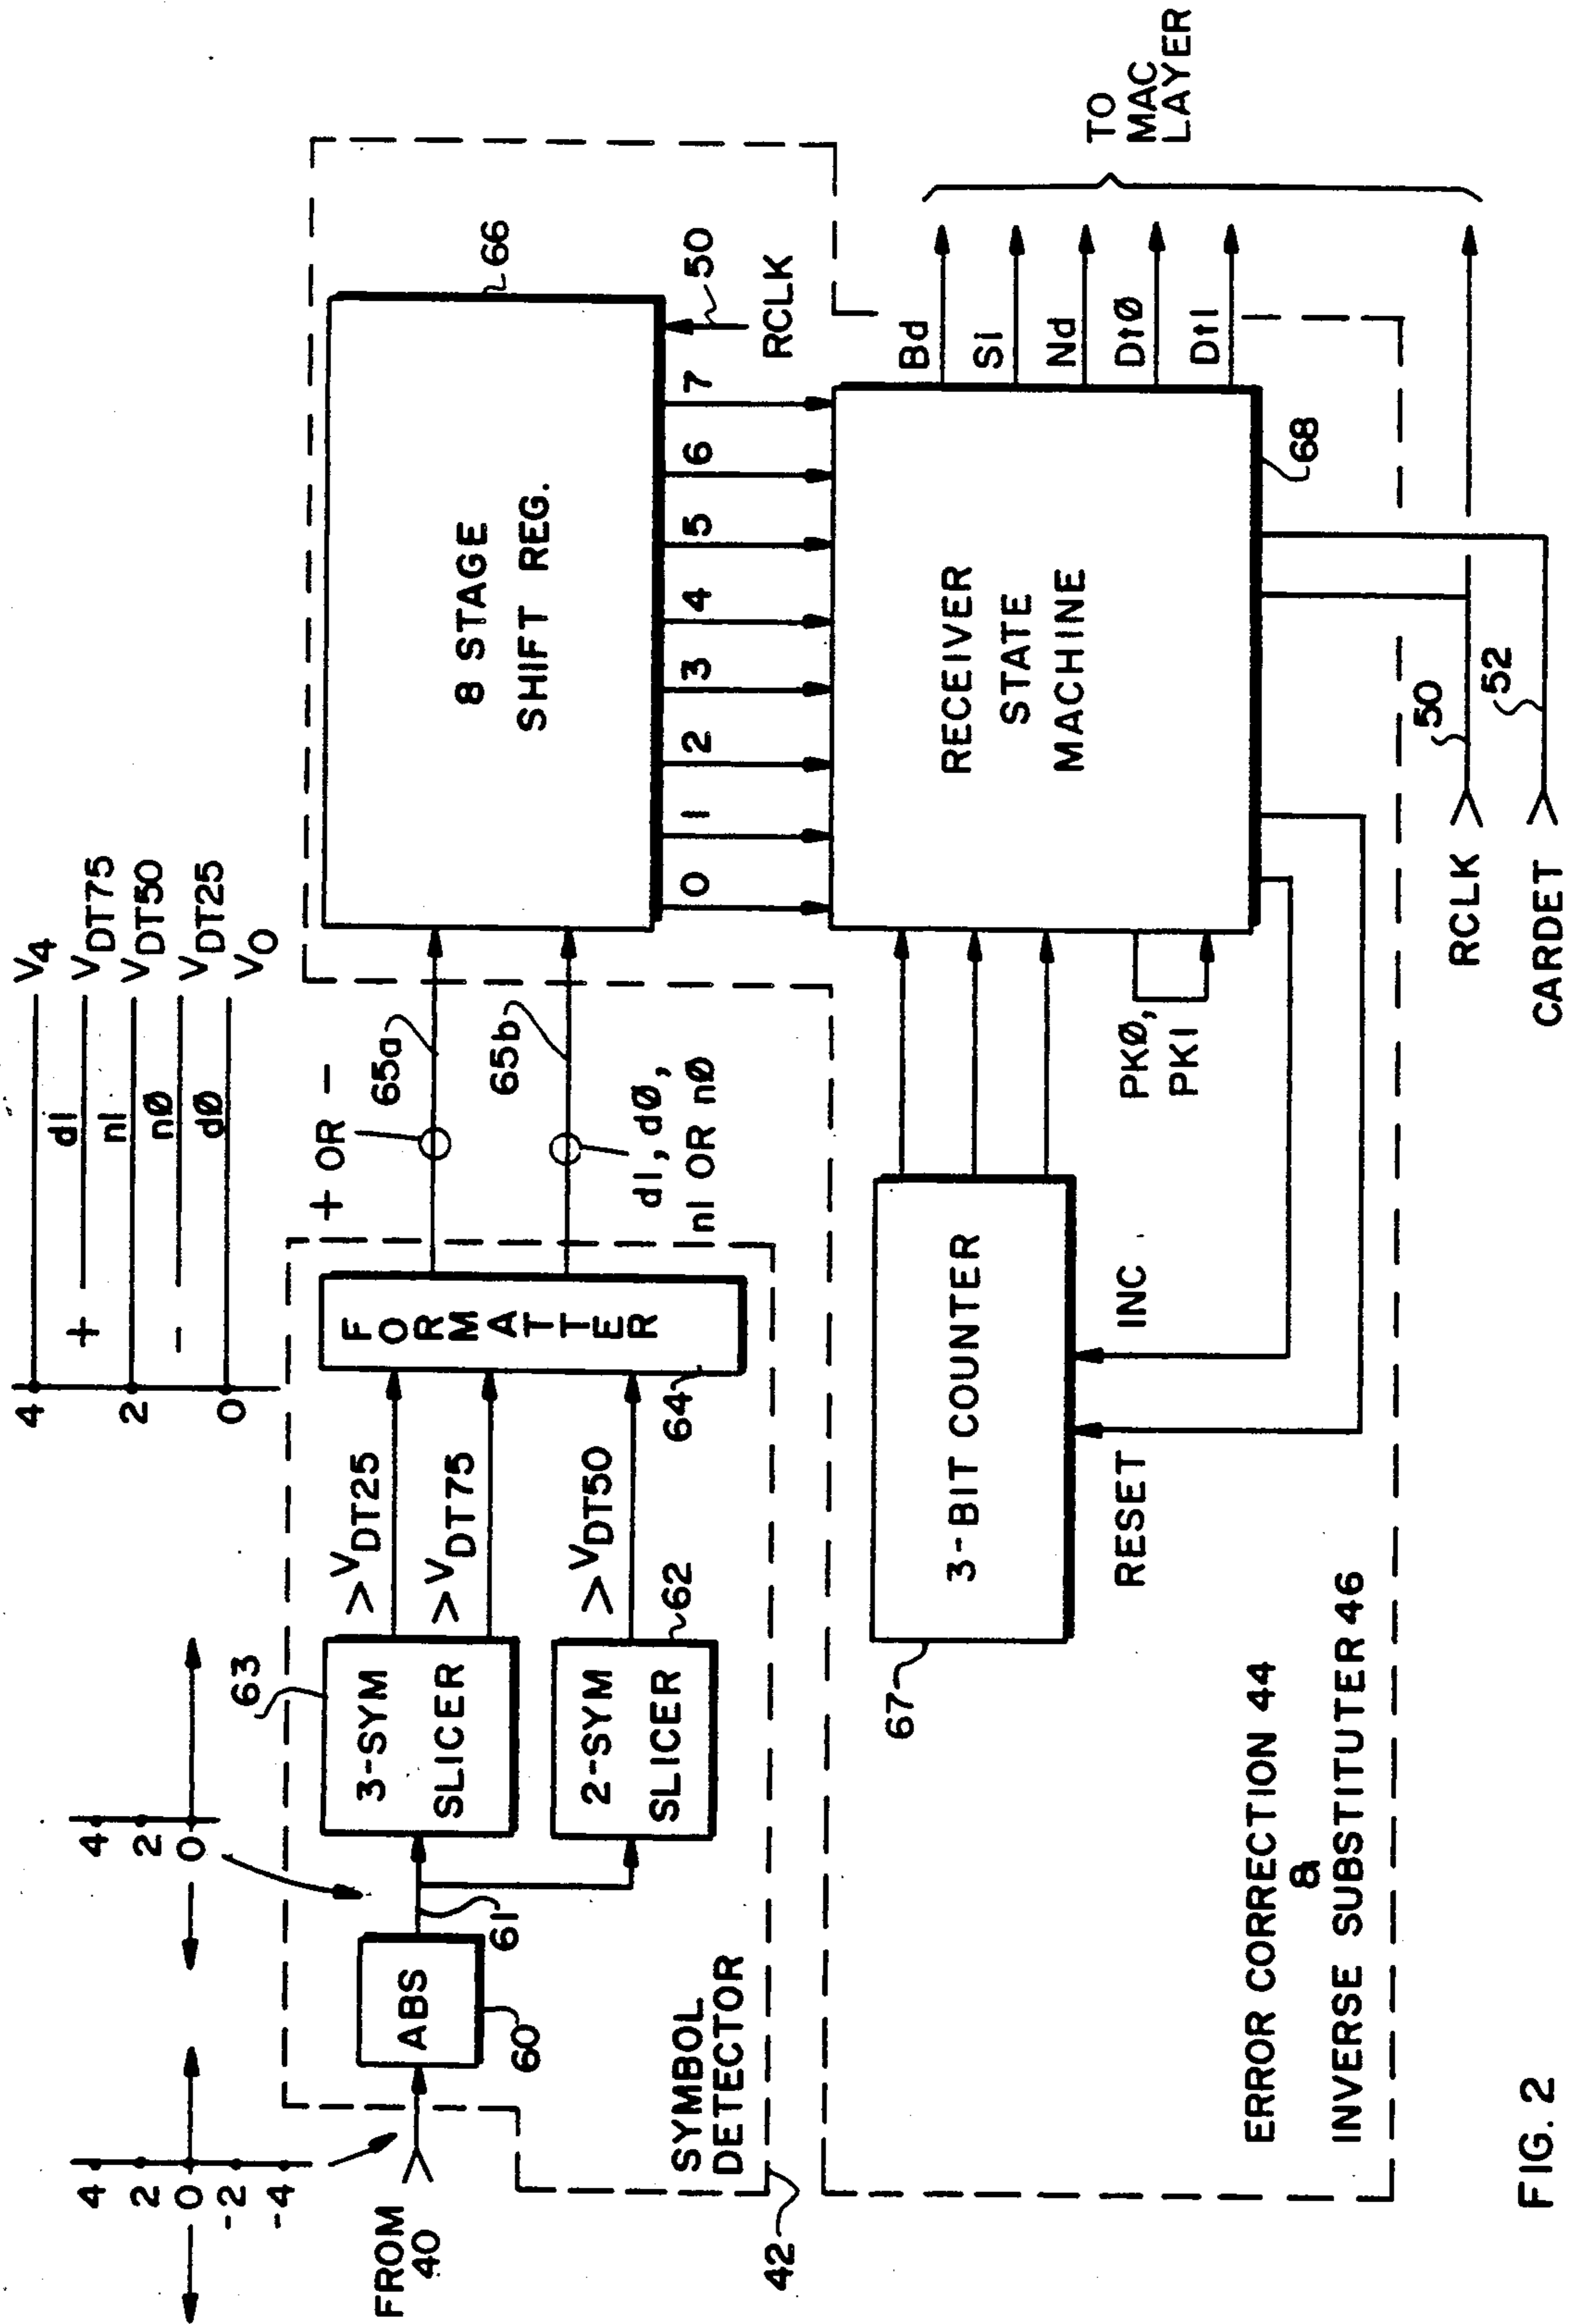 4
2
0
-2
-4
4
2
0
4
2
0
+
-
d1
n1
nØ
dØ
V4
VDT75
VDT50
VDT25
VO
FROM
40
ABS
60
61
63
3-SYM
SLICER
2-SYM
SLICER
62
>VDT25
>VDT75
>VDT50
FORMATTER
64
SYMBOL
DETECTOR
42
+ OR -
65a
65b
d1, dØ,
n1 OR nØ
8 STAGE
SHIFT REG.
66
50
RCLK
0 1 2 3 4 5 6 7
RECEIVER
STATE
MACHINE
68
Bd
Si
Nd
DtØ
Dt1
TO
MAC
LAYER
3-BIT COUNTER
67
RESET
INC
PKØ,
PK1
ERROR CORRECTION 44
&
INVERSE SUBSTITUTER 46
RCLK
50
CARDET
52
FIG. 2